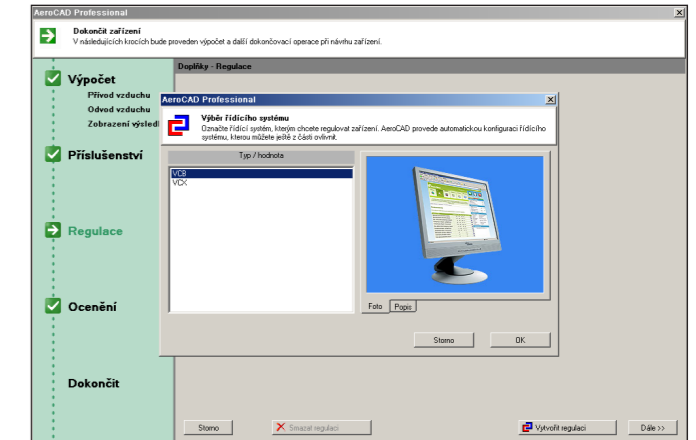 AeroCAD Professional
Dokončit zařízení
V následujících krocích bude proveden výpočet a další dokončovací operace při návrhu zařízení.
Výpočet
Přívod vzduchu
Odvod vzduchu
Zobrazení výsled
Příslušenství
Regulace
Ocenění
Dokončit
Doplňky - Regulace
AeroCAD Professional
Výběr řídícího systému
Označte řídící systém, kterým chcete regulovat zařízení. AeroCAD provede automatickou konfiguraci řídícího
systému, kterou můžete ještě z části ovlivnit.
Typ / hodnota
VCB
VCX
Foto
Popis
Storno
OK
Storno
Smazat regulaci
Vytvořit regulaci
Dále >>